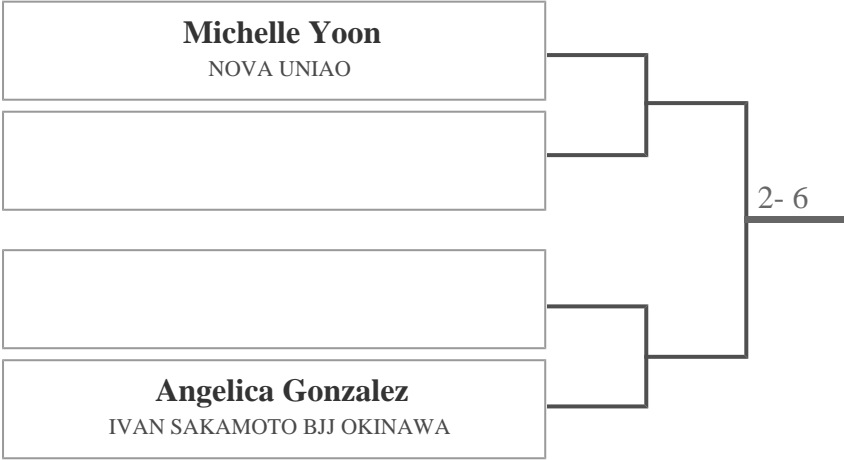 Michelle Yoon
NOVA UNIAO
2- 6
Angelica Gonzalez
IVAN SAKAMOTO BJJ OKINAWA